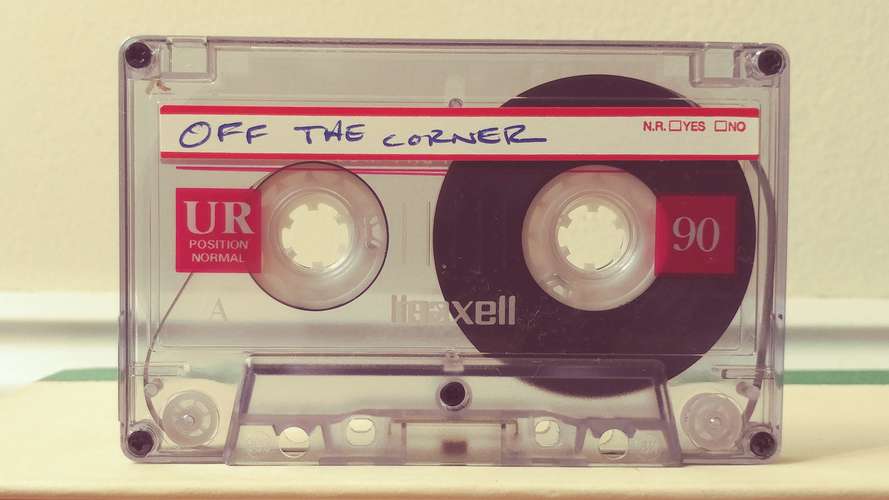 OFF THE CORNER
N.R. □YES □NO
UR
POSITION
NORMAL
90
A
maxell